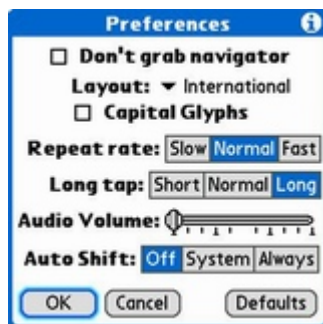 Preferences i
Don't grab navigator
Layout: International
Capital Glyphs
Repeat rate: Slow Normal Fast
Long tap: Short Normal Long
Audio Volume:
Auto Shift: Off System Always
OK Cancel Defaults